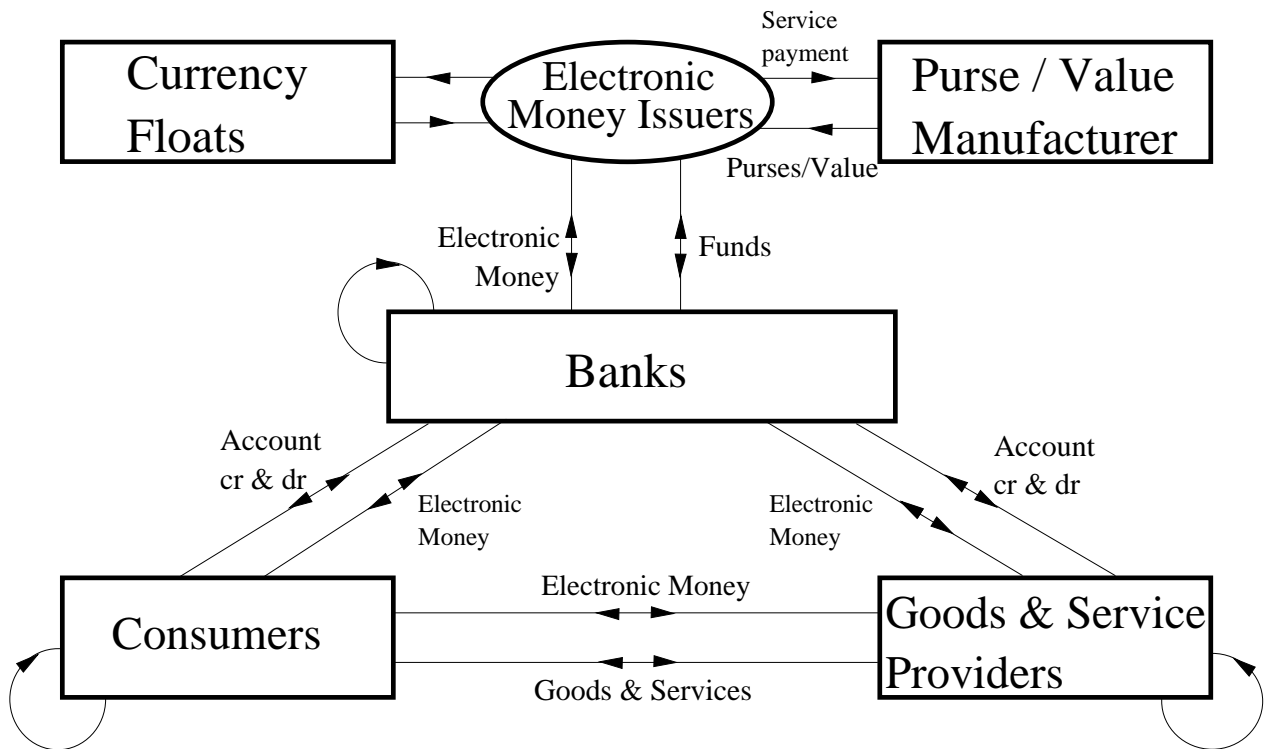 Service
payment
Currency
Floats
Electronic
Money Issuers
Purse / Value
Manufacturer
Purses/Value
Electronic
Money
Funds
Banks
Account
cr & dr
Electronic
Money
Electronic
Money
Account
cr & dr
Electronic Money
Consumers
Goods & Service
Providers
Goods & Services